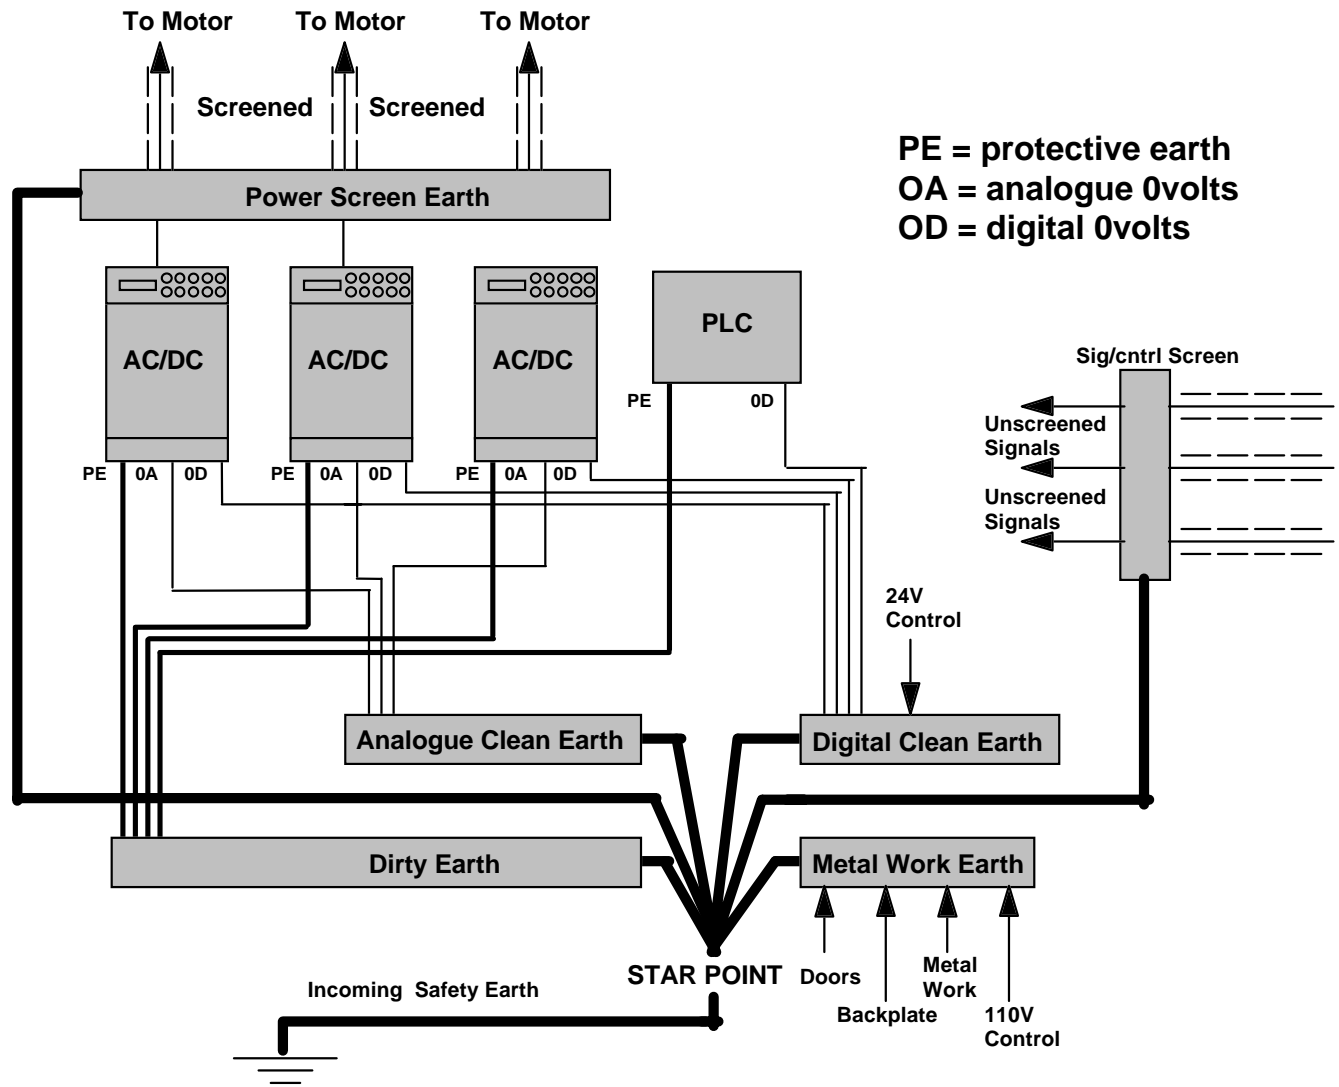 To Motor To Motor To Motor
Screened Screened
PE = protective earth
OA = analogue 0volts
OD = digital 0volts
Power Screen Earth
AC/DC AC/DC AC/DC
PLC
Sig/cntrl Screen
PE 0D
Unscreened
Signals
PE 0A 0D PE 0A 0D PE 0A 0D
Unscreened
Signals
24V
Control
Analogue Clean Earth
Digital Clean Earth
Dirty Earth
Metal Work Earth
STAR POINT
Doors
Metal
Work
Incoming Safety Earth
Backplate
110V
Control